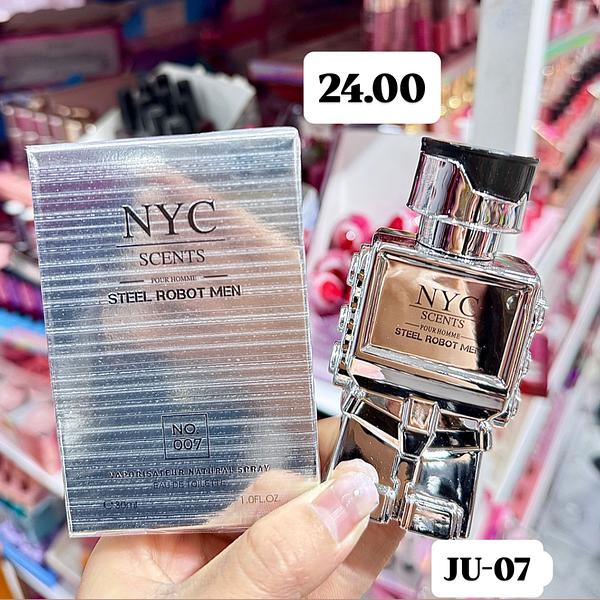 24.00
NYC
SCENTS
POUR HOMME
STEEL ROBOT MEN
NO.
007
VAPORISATEUR NATURAL SPRAY
EAU DE TOILETTE
30ml
1.0FL.OZ
NYC
SCENTS
POUR HOMME
STEEL ROBOT MEN
JU-07